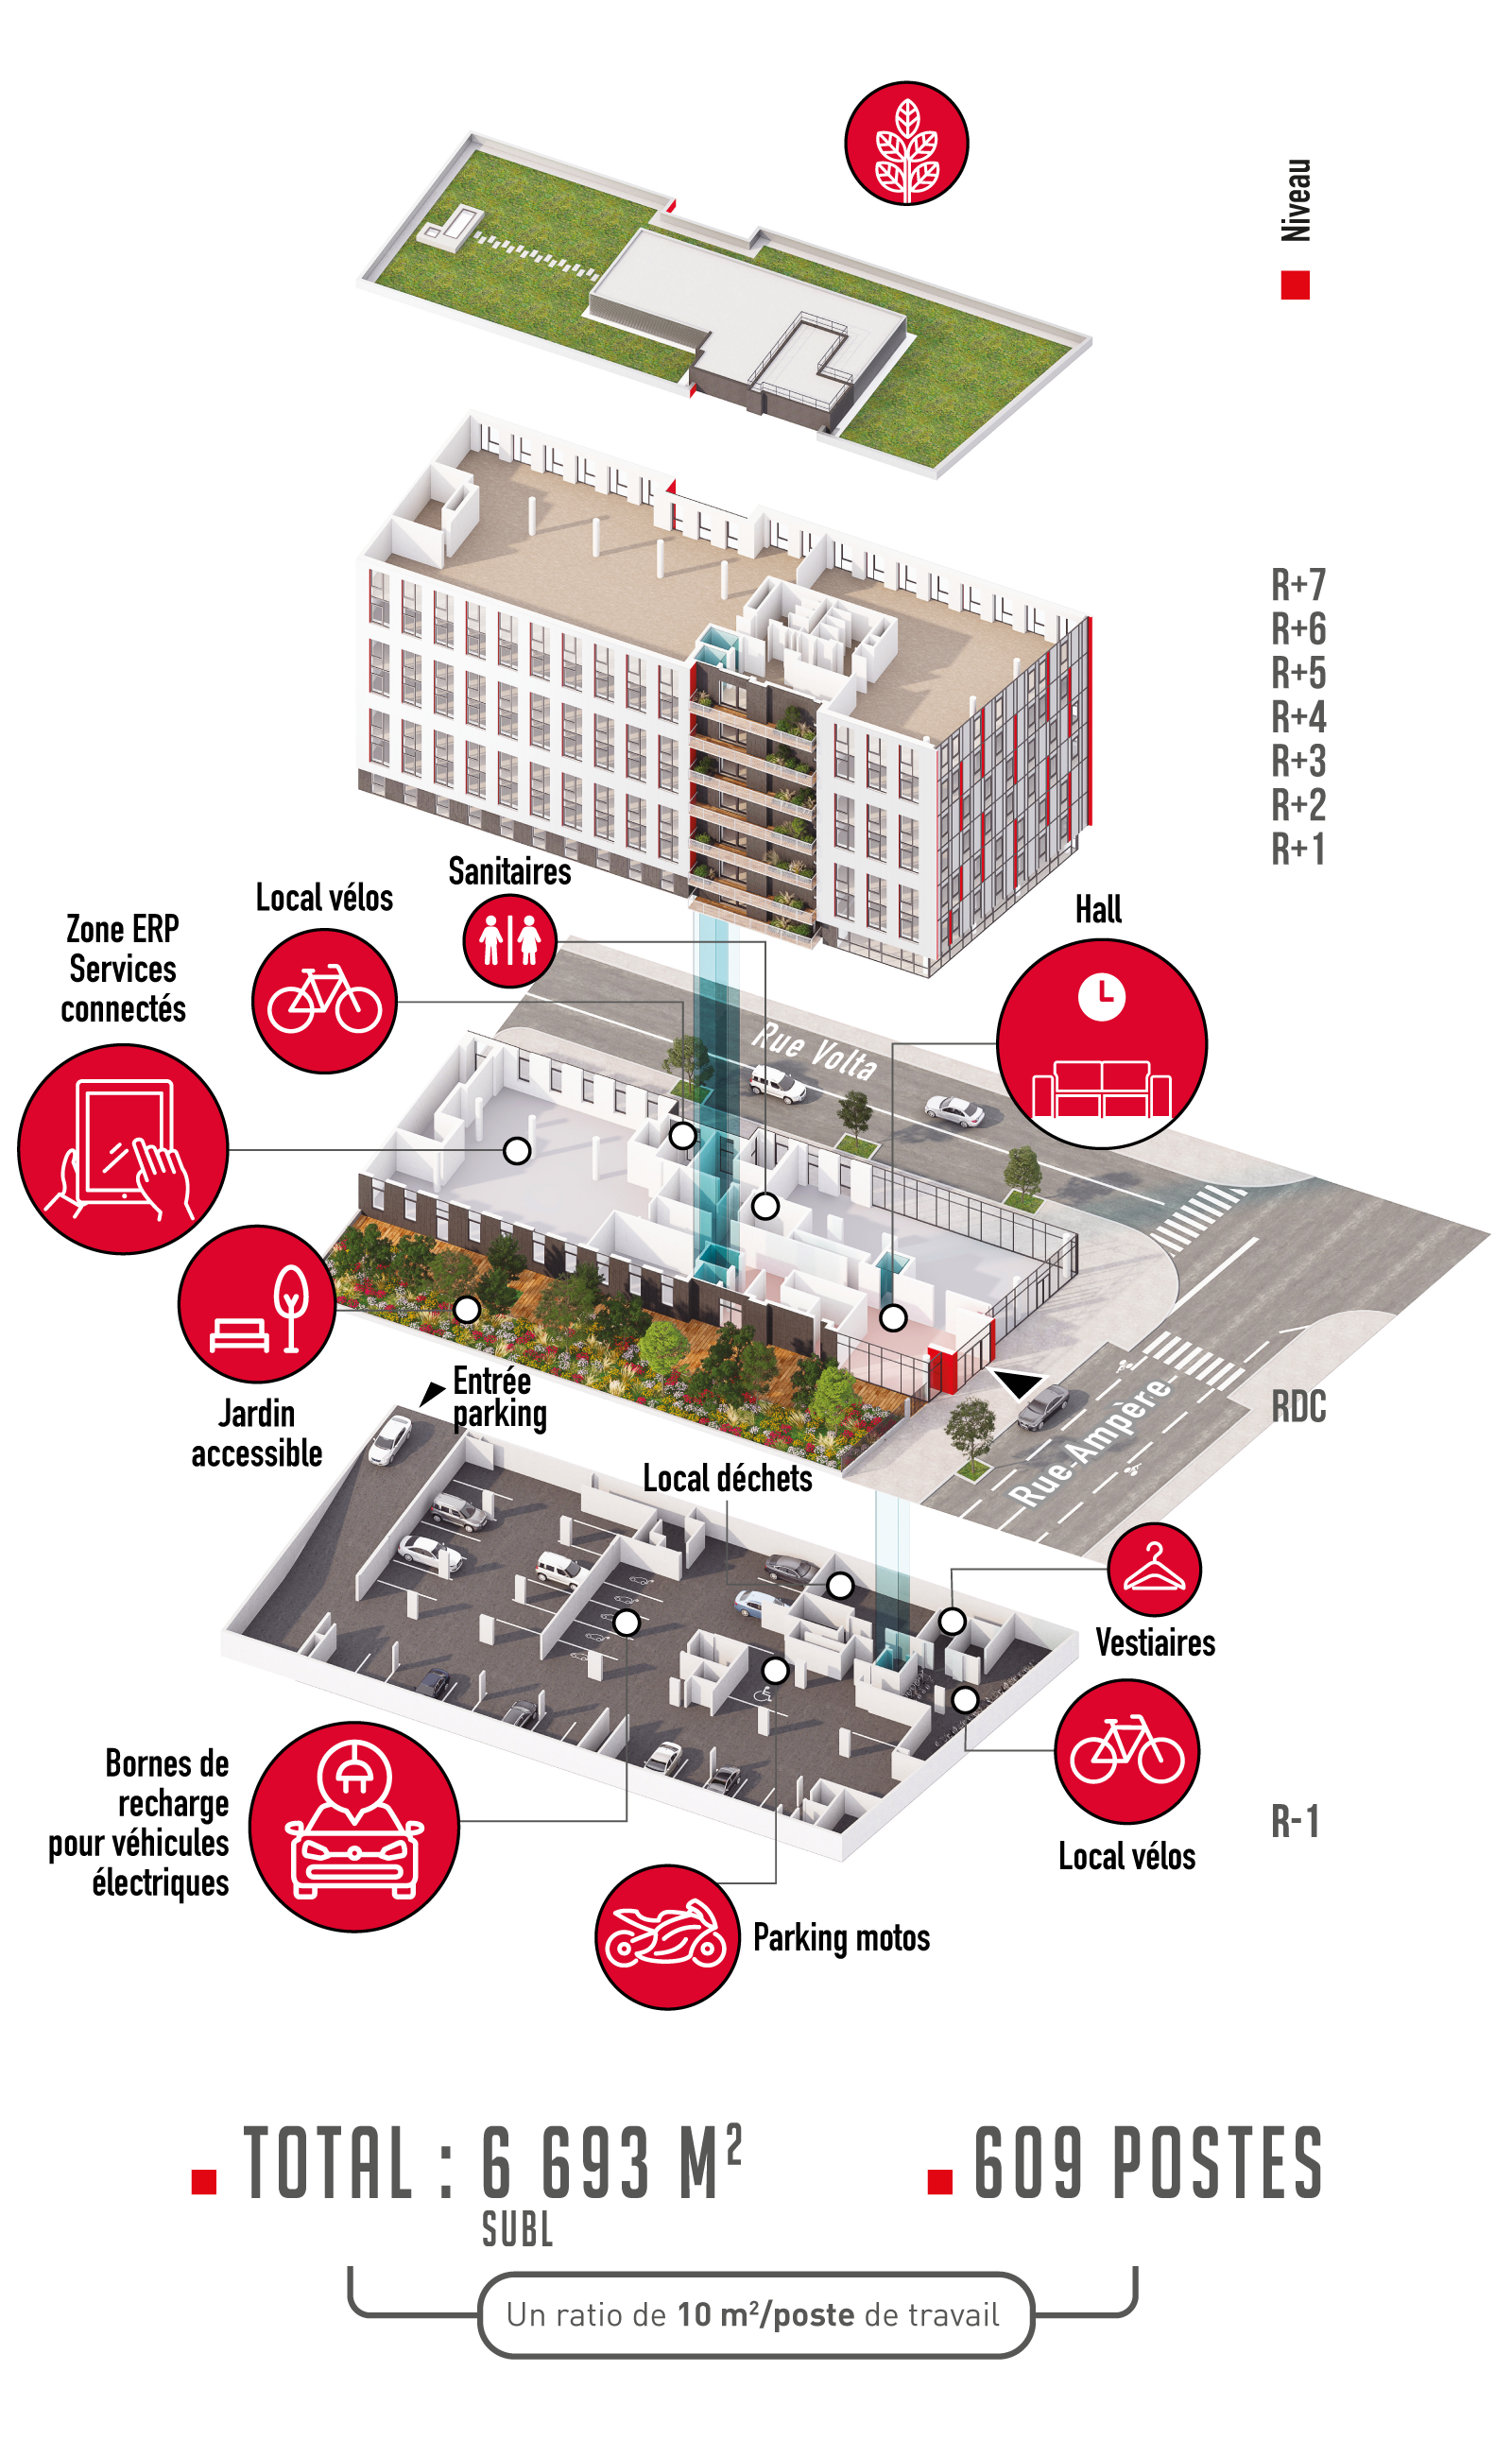 Niveau
R+7
R+6
R+5
R+4
R+3
R+2
R+1
Sanitaires
Local vélos
Hall
Zone ERP
Services
connectés
Rue Volta
Jardin
accessible
Entrée
parking
RDC
Rue Ampère
Local déchets
Vestiaires
Bornes de
recharge
pour véhicules
électriques
Local vélos
R-1
Parking motos
TOTAL : 6 693 M²
SUBL
609 POSTES
Un ratio de 10 m²/poste de travail